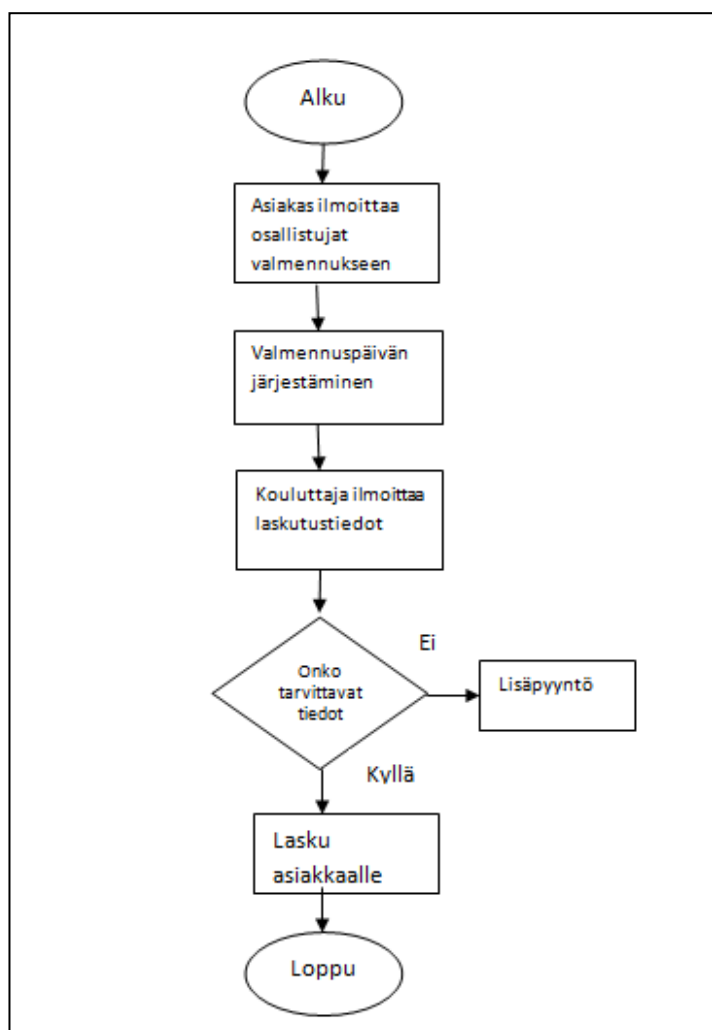 Alku
Asiakas ilmoittaa
osallistujat
valmennukseen
Valmennuspäivän
järjestäminen
Kouluttaja ilmoittaa
laskutustiedot
Onko
tarvittavat
tiedot
Ei
Lisäpyyntö
Kyllä
Lasku
asiakkaalle
Loppu